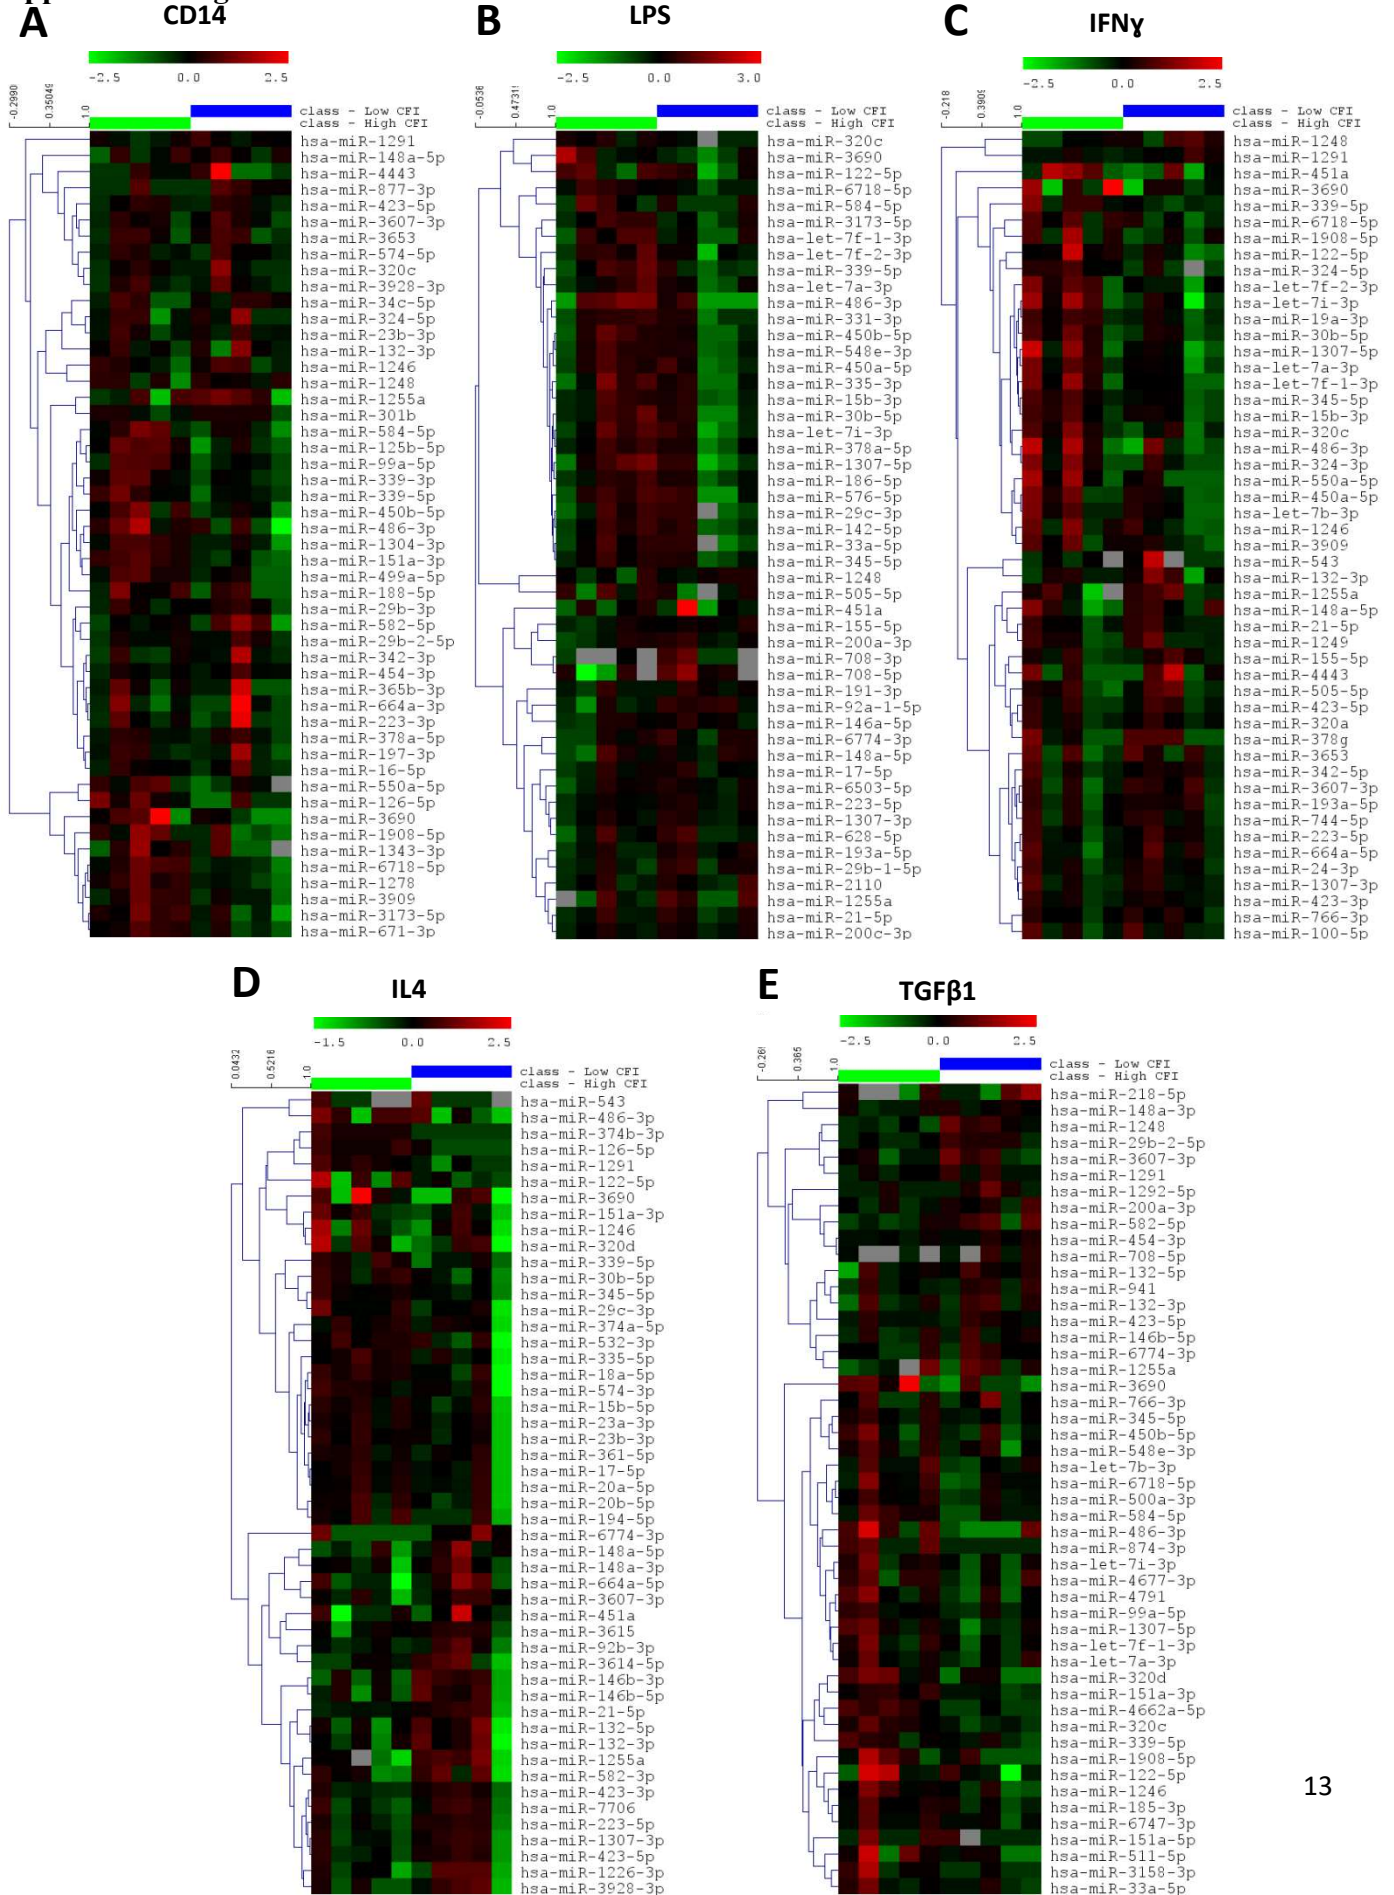 A
CD14
-2.5 0.0 2.5
-0.2990 0.35049 1.0
class - Low CFI
class - High CFI
hsa-miR-1291
hsa-miR-148a-5p
hsa-miR-4443
hsa-miR-877-3p
hsa-miR-423-5p
hsa-miR-3607-3p
hsa-miR-3653
hsa-miR-574-5p
hsa-miR-320c
hsa-miR-3928-3p
hsa-miR-34c-5p
hsa-miR-324-5p
hsa-miR-23b-3p
hsa-miR-132-3p
hsa-miR-1246
hsa-miR-1248
hsa-miR-1255a
hsa-miR-301b
hsa-miR-584-5p
hsa-miR-125b-5p
hsa-miR-99a-5p
hsa-miR-339-3p
hsa-miR-339-5p
hsa-miR-450b-5p
hsa-miR-486-3p
hsa-miR-1304-3p
hsa-miR-151a-3p
hsa-miR-499a-5p
hsa-miR-188-5p
hsa-miR-29b-3p
hsa-miR-582-5p
hsa-miR-29b-2-5p
hsa-miR-342-3p
hsa-miR-454-3p
hsa-miR-365b-3p
hsa-miR-664a-3p
hsa-miR-223-3p
hsa-miR-378a-5p
hsa-miR-197-3p
hsa-miR-16-5p
hsa-miR-550a-5p
hsa-miR-126-5p
hsa-miR-3690
hsa-miR-1908-5p
hsa-miR-1343-3p
hsa-miR-6718-5p
hsa-miR-1278
hsa-miR-3909
hsa-miR-3173-5p
hsa-miR-671-3p
B
LPS
-2.5 0.0 3.0
-0.0536 0.4731 1.0
class - Low CFI
class - High CFI
hsa-miR-320c
hsa-miR-3690
hsa-miR-122-5p
hsa-miR-6718-5p
hsa-miR-584-5p
hsa-miR-3173-5p
hsa-let-7f-1-3p
hsa-let-7f-2-3p
hsa-miR-339-5p
hsa-let-7a-3p
hsa-miR-486-3p
hsa-miR-331-3p
hsa-miR-450b-5p
hsa-miR-548e-3p
hsa-miR-450a-5p
hsa-miR-335-3p
hsa-miR-15b-3p
hsa-miR-30b-5p
hsa-let-7i-3p
hsa-miR-378a-5p
hsa-miR-1307-5p
hsa-miR-186-5p
hsa-miR-576-5p
hsa-miR-29c-3p
hsa-miR-142-5p
hsa-miR-33a-5p
hsa-miR-345-5p
hsa-miR-1248
hsa-miR-505-5p
hsa-miR-451a
hsa-miR-155-5p
hsa-miR-200a-3p
hsa-miR-708-3p
hsa-miR-708-5p
hsa-miR-191-3p
hsa-miR-92a-1-5p
hsa-miR-146a-5p
hsa-miR-6774-3p
hsa-miR-148a-5p
hsa-miR-17-5p
hsa-miR-6503-5p
hsa-miR-223-5p
hsa-miR-1307-3p
hsa-miR-628-5p
hsa-miR-193a-5p
hsa-miR-29b-1-5p
hsa-miR-2110
hsa-miR-1255a
hsa-miR-21-5p
hsa-miR-200c-3p
C
IFNɣ
-2.5 0.0 2.5
-0.218 0.3909 1.0
class - Low CFI
class - High CFI
hsa-miR-1248
hsa-miR-1291
hsa-miR-451a
hsa-miR-3690
hsa-miR-339-5p
hsa-miR-6718-5p
hsa-miR-1908-5p
hsa-miR-122-5p
hsa-miR-324-5p
hsa-let-7f-2-3p
hsa-let-7i-3p
hsa-miR-19a-3p
hsa-miR-30b-5p
hsa-miR-1307-5p
hsa-let-7a-3p
hsa-let-7f-1-3p
hsa-miR-345-5p
hsa-miR-15b-3p
hsa-miR-320c
hsa-miR-486-3p
hsa-miR-324-3p
hsa-miR-550a-5p
hsa-miR-450a-5p
hsa-let-7b-3p
hsa-miR-1246
hsa-miR-3909
hsa-miR-543
hsa-miR-132-3p
hsa-miR-1255a
hsa-miR-148a-5p
hsa-miR-21-5p
hsa-miR-1249
hsa-miR-155-5p
hsa-miR-4443
hsa-miR-505-5p
hsa-miR-423-5p
hsa-miR-320a
hsa-miR-378g
hsa-miR-3653
hsa-miR-342-5p
hsa-miR-3607-3p
hsa-miR-193a-5p
hsa-miR-744-5p
hsa-miR-223-5p
hsa-miR-664a-5p
hsa-miR-24-3p
hsa-miR-1307-3p
hsa-miR-423-3p
hsa-miR-766-3p
hsa-miR-100-5p
D
IL4
-1.5 0.0 2.5
0.0432 0.5216 1.0
class - Low CFI
class - High CFI
hsa-miR-543
hsa-miR-486-3p
hsa-miR-374b-3p
hsa-miR-126-5p
hsa-miR-1291
hsa-miR-122-5p
hsa-miR-3690
hsa-miR-151a-3p
hsa-miR-1246
hsa-miR-320d
hsa-miR-339-5p
hsa-miR-30b-5p
hsa-miR-345-5p
hsa-miR-29c-3p
hsa-miR-374a-5p
hsa-miR-532-3p
hsa-miR-335-5p
hsa-miR-18a-5p
hsa-miR-574-3p
hsa-miR-15b-5p
hsa-miR-23a-3p
hsa-miR-23b-3p
hsa-miR-361-5p
hsa-miR-17-5p
hsa-miR-20a-5p
hsa-miR-20b-5p
hsa-miR-194-5p
hsa-miR-6774-3p
hsa-miR-148a-5p
hsa-miR-148a-3p
hsa-miR-664a-5p
hsa-miR-3607-3p
hsa-miR-451a
hsa-miR-3615
hsa-miR-92b-3p
hsa-miR-3614-5p
hsa-miR-146b-3p
hsa-miR-146b-5p
hsa-miR-21-5p
hsa-miR-132-5p
hsa-miR-132-3p
hsa-miR-1255a
hsa-miR-582-3p
hsa-miR-423-3p
hsa-miR-7706
hsa-miR-223-5p
hsa-miR-1307-3p
hsa-miR-423-5p
hsa-miR-1226-3p
hsa-miR-3928-3p
E
TGFβ1
-2.5 0.0 2.5
0.365 1.0
class - Low CFI
class - High CFI
hsa-miR-218-5p
hsa-miR-148a-3p
hsa-miR-1248
hsa-miR-29b-2-5p
hsa-miR-3607-3p
hsa-miR-1291
hsa-miR-1292-5p
hsa-miR-200a-3p
hsa-miR-582-5p
hsa-miR-454-3p
hsa-miR-708-5p
hsa-miR-132-5p
hsa-miR-941
hsa-miR-132-3p
hsa-miR-423-5p
hsa-miR-146b-5p
hsa-miR-6774-3p
hsa-miR-1255a
hsa-miR-3690
hsa-miR-766-3p
hsa-miR-345-5p
hsa-miR-450b-5p
hsa-miR-548e-3p
hsa-let-7b-3p
hsa-miR-6718-5p
hsa-miR-500a-3p
hsa-miR-584-5p
hsa-miR-486-3p
hsa-miR-874-3p
hsa-let-7i-3p
hsa-miR-4677-3p
hsa-miR-4791
hsa-miR-99a-5p
hsa-miR-1307-5p
hsa-let-7f-1-3p
hsa-let-7a-3p
hsa-miR-320d
hsa-miR-151a-3p
hsa-miR-4662a-5p
hsa-miR-320c
hsa-miR-339-5p
hsa-miR-1908-5p
hsa-miR-122-5p
hsa-miR-1246
hsa-miR-185-3p
hsa-miR-6747-3p
hsa-miR-151a-5p
hsa-miR-511-5p
hsa-miR-3158-3p
hsa-miR-33a-5p
13